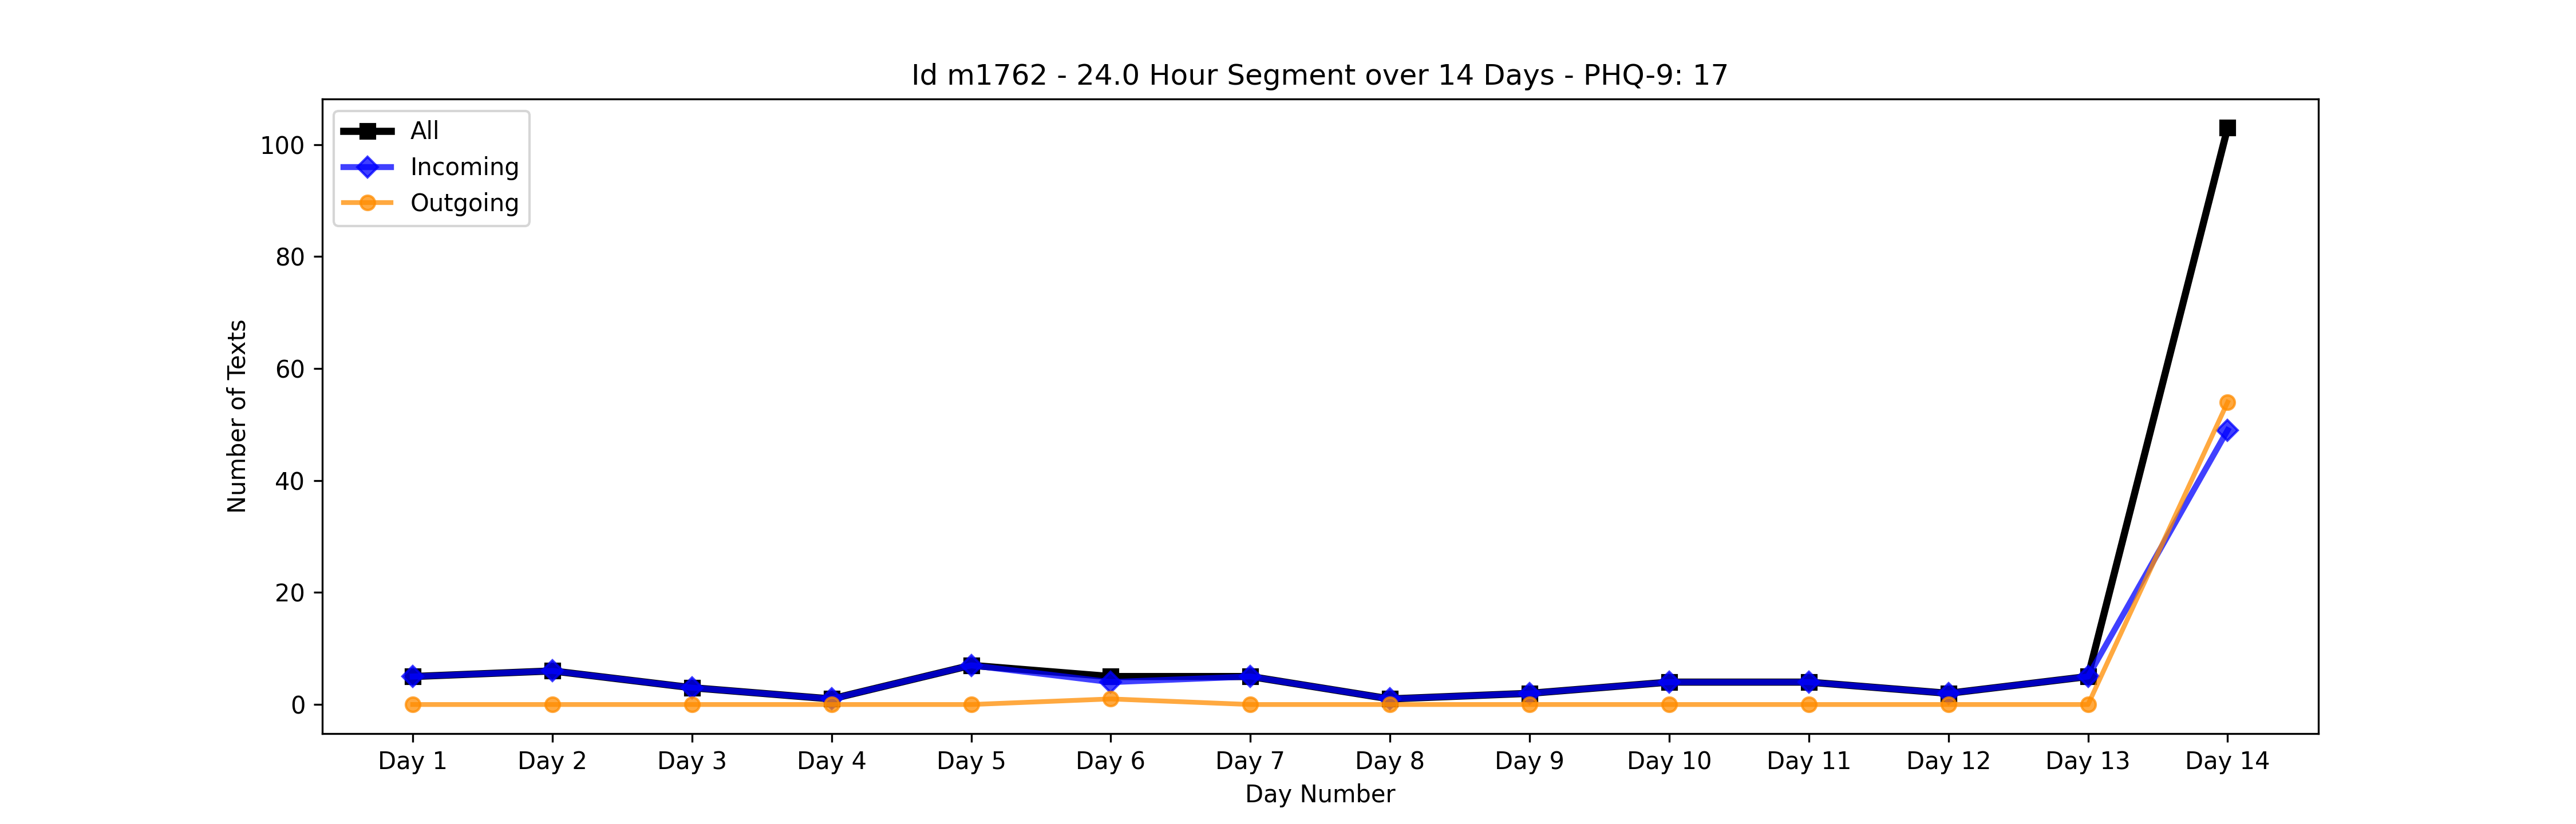 Id m1762 - 24.0 Hour Segment over 14 Days - PHQ-9: 17
All
Incoming
Outgoing
100
80
60
40
20
0
Number of Texts
Day 1 Day 2 Day 3 Day 4 Day 5 Day 6 Day 7 Day 8 Day 9 Day 10 Day 11 Day 12 Day 13 Day 14
Day Number